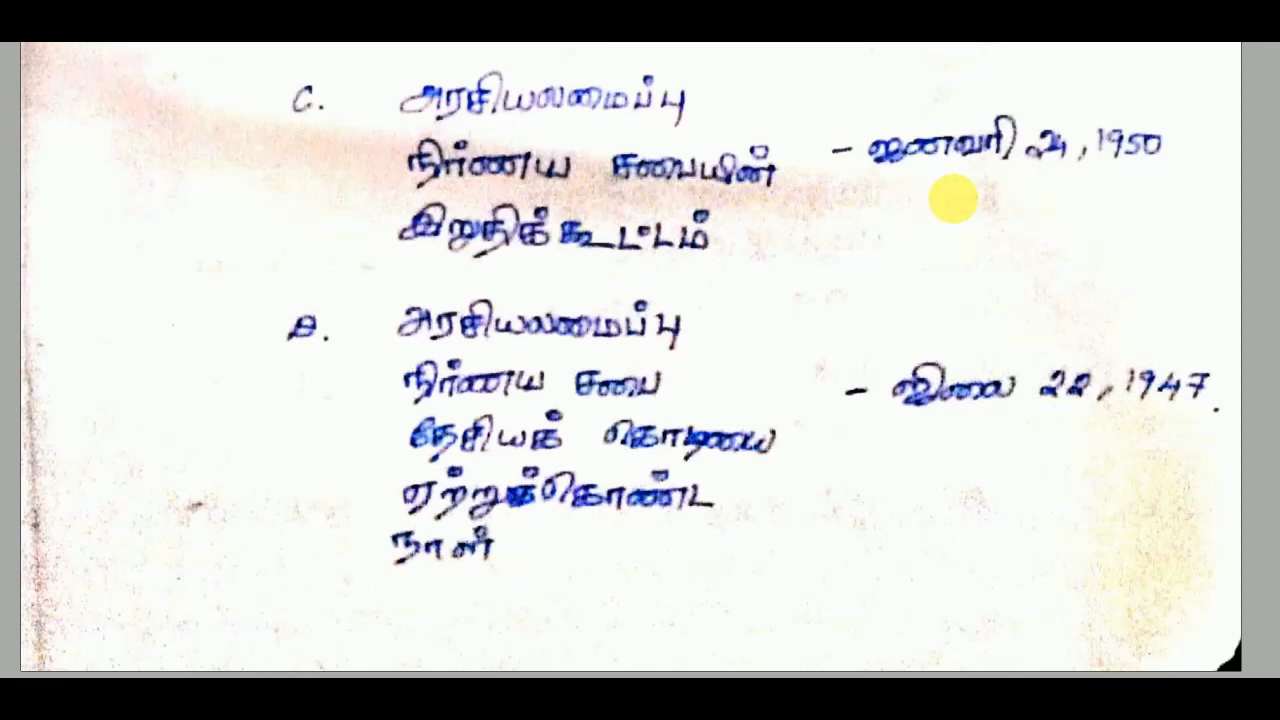 C. அரசியலமைப்பு
நிர்ணய சபையின் - ஜனவரி 24, 1950
இறுதிக் கூட்டம்
D. அரசியலமைப்பு
நிர்ணய சபை - ஜுலை 22, 1947.
தேசியக் கொடியை
ஏற்றுக்கொண்ட
நாள்